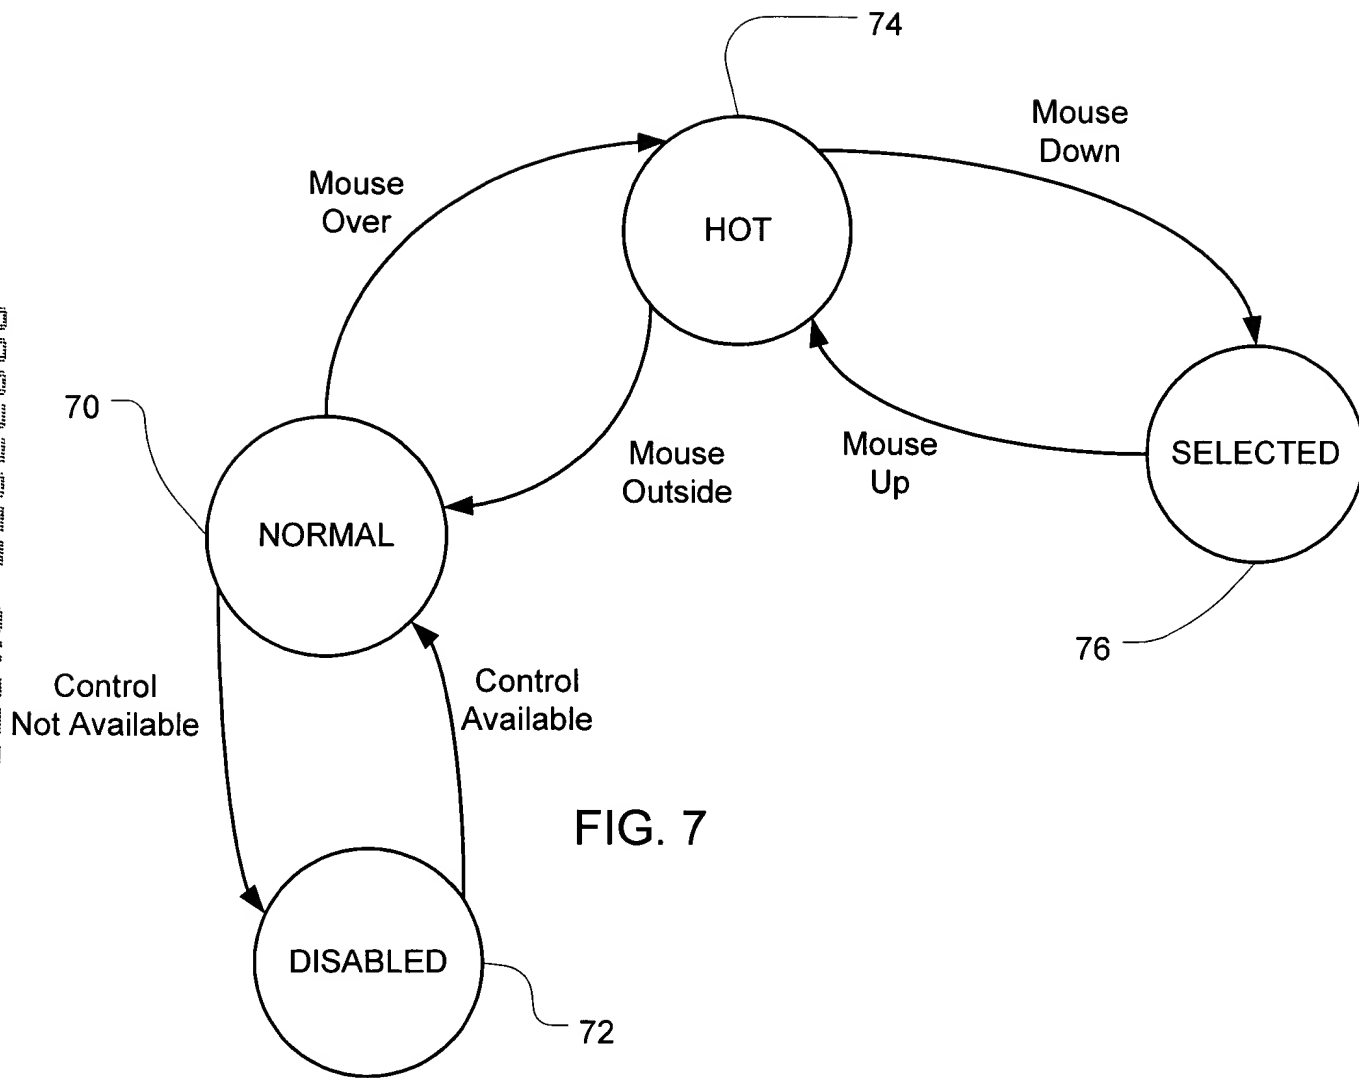 74
Mouse
Down
Mouse
Over
HOT
70
Mouse
Outside
Mouse
Up
SELECTED
NORMAL
76
Control
Not Available
Control
Available
FIG. 7
DISABLED
72